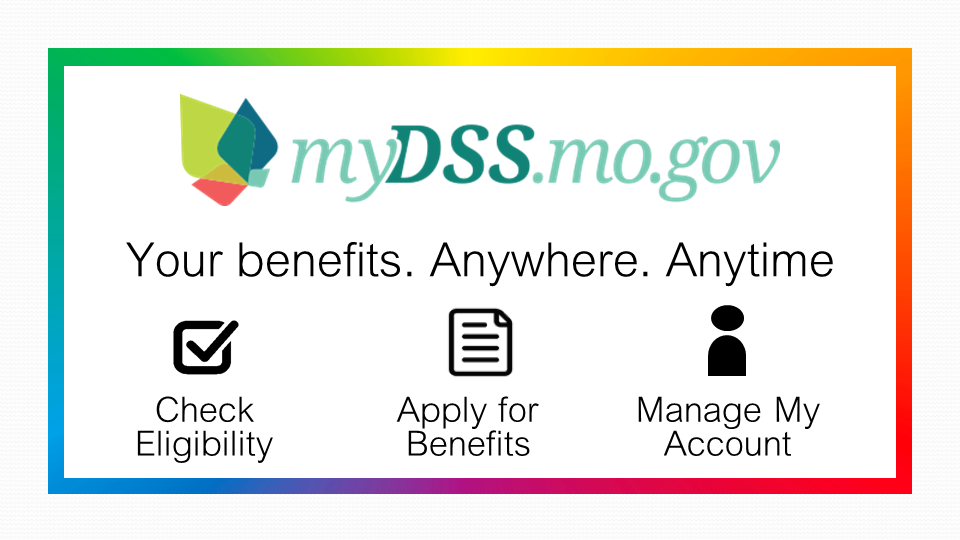 myDSS.mo.gov
Your benefits. Anywhere. Anytime
Check
Eligibility
Apply for
Benefits
Manage My
Account